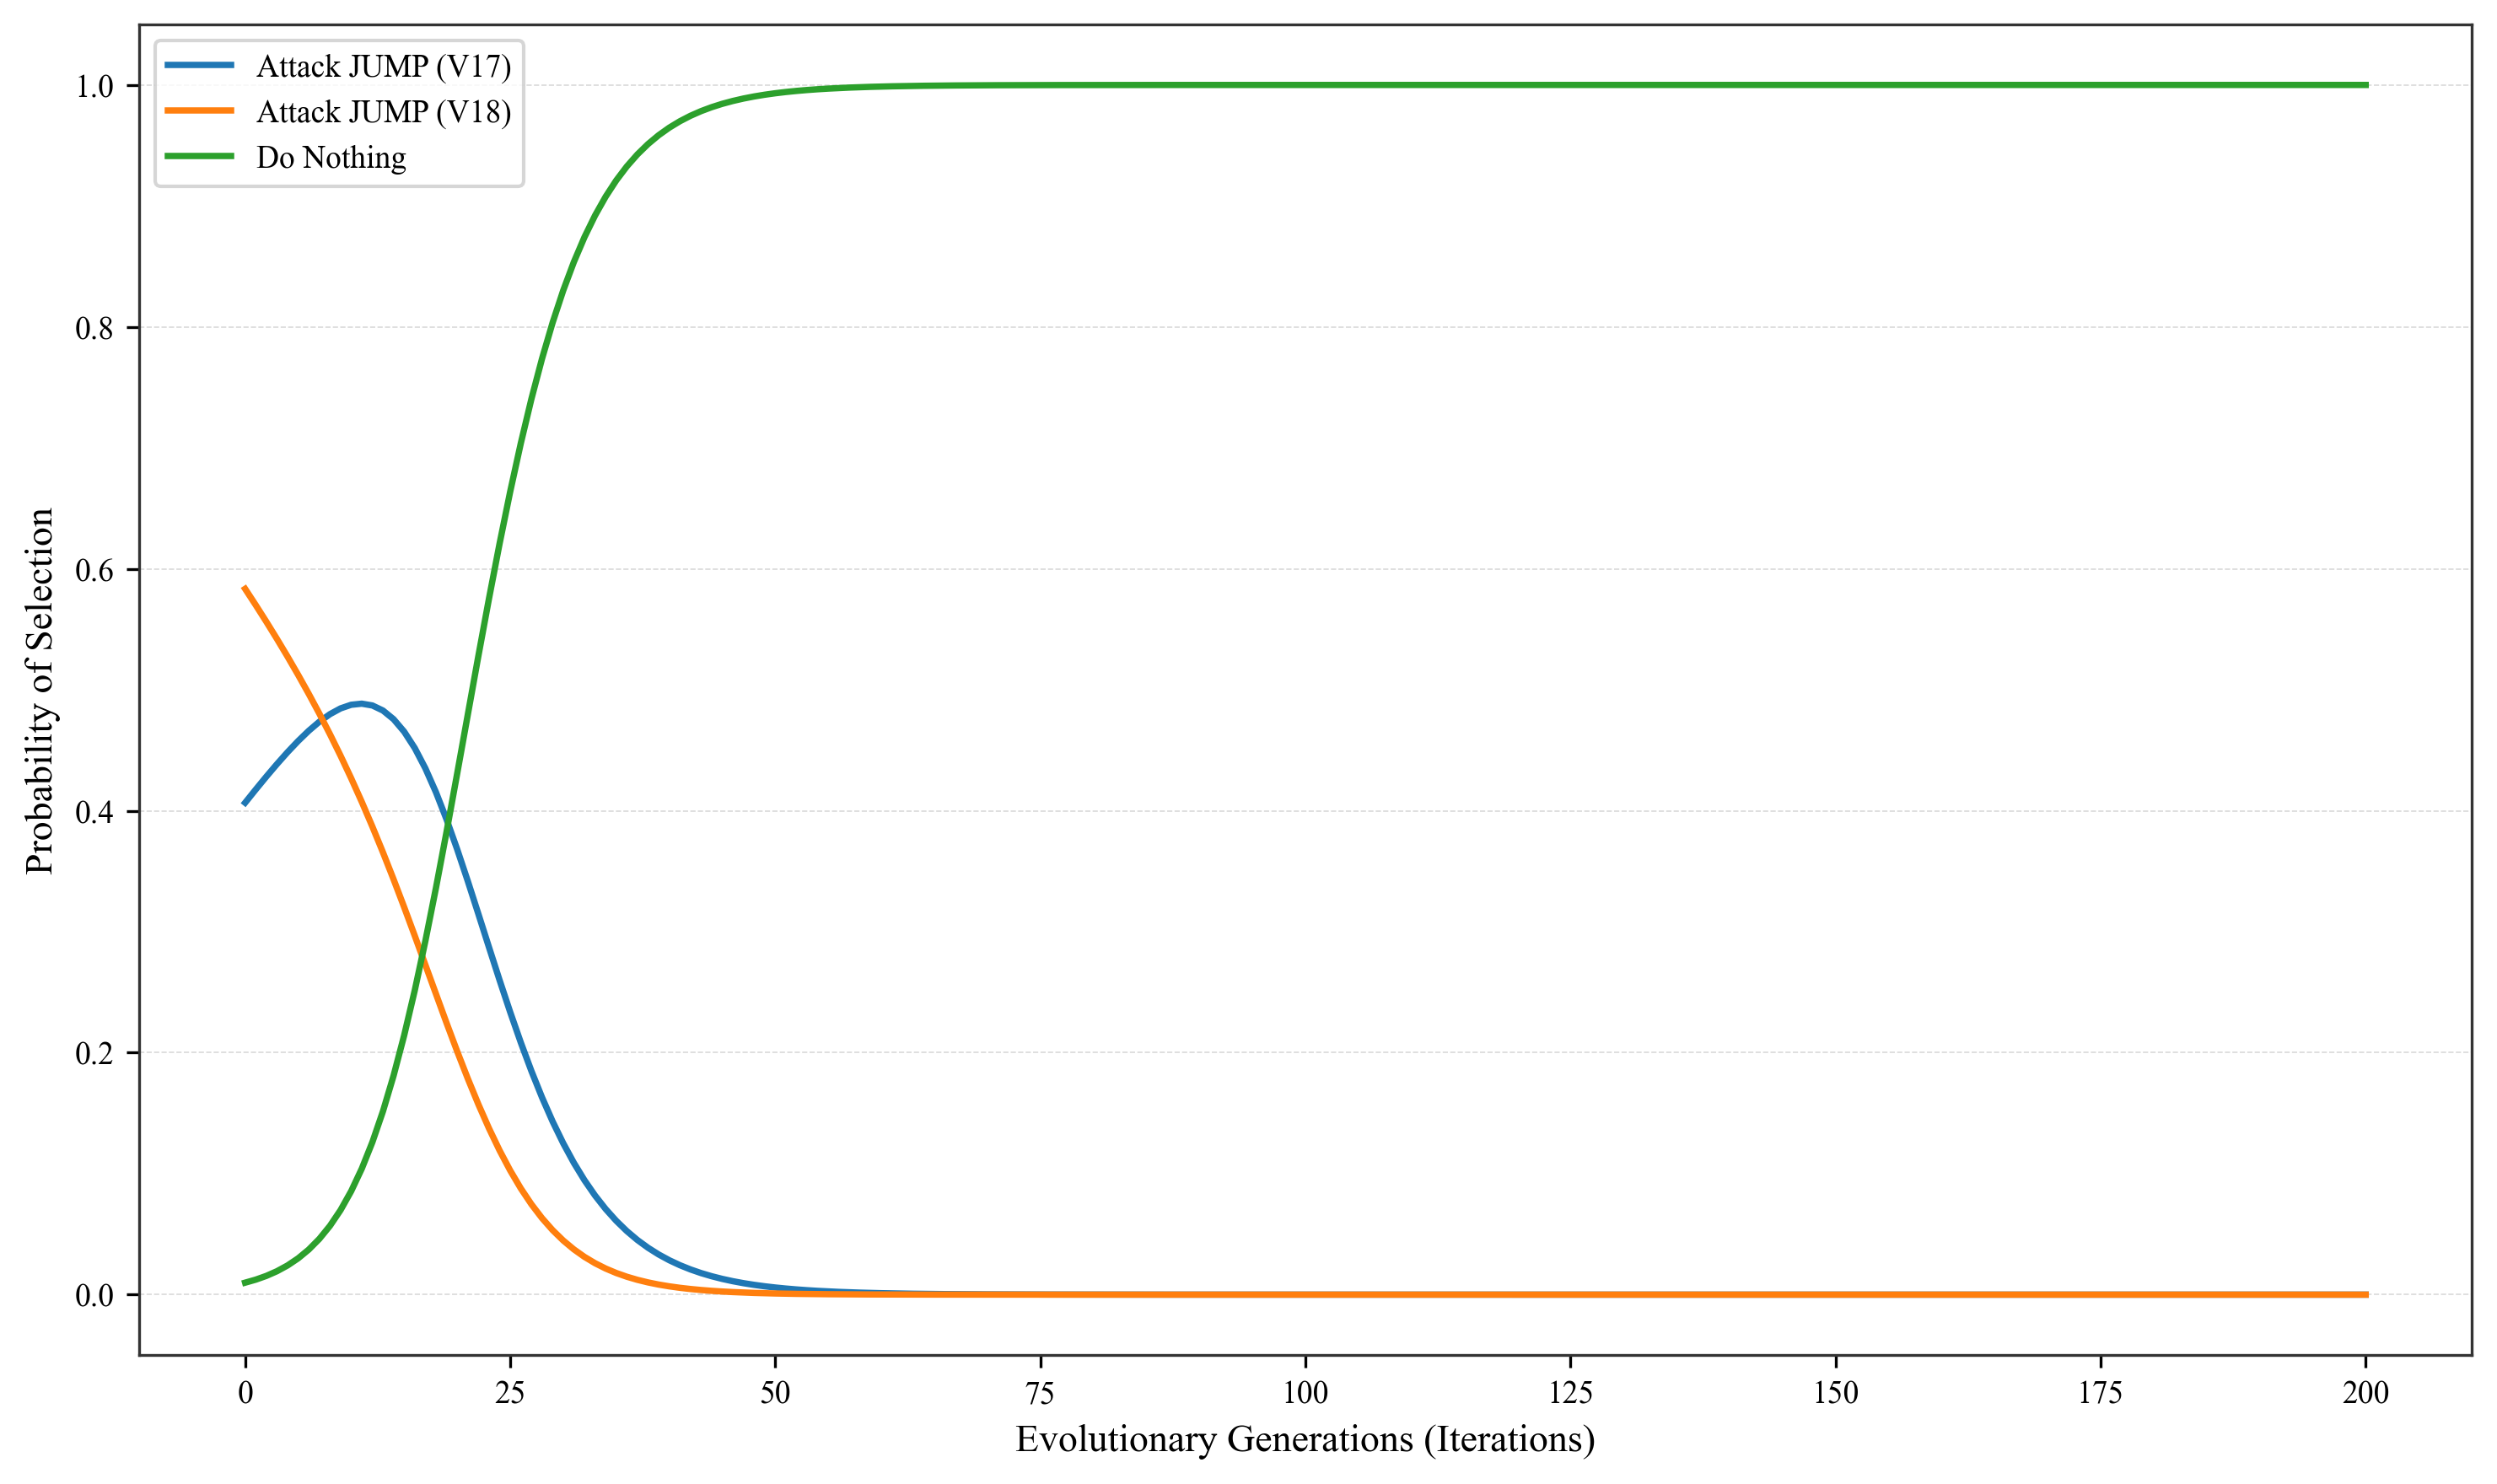 Attack JUMP (V17)
Attack JUMP (V18)
Do Nothing
1.0
0.8
0.6
0.4
0.2
0.0
Probability of Selection
0 25 50 75 100 125 150 175 200
Evolutionary Generations (Iterations)